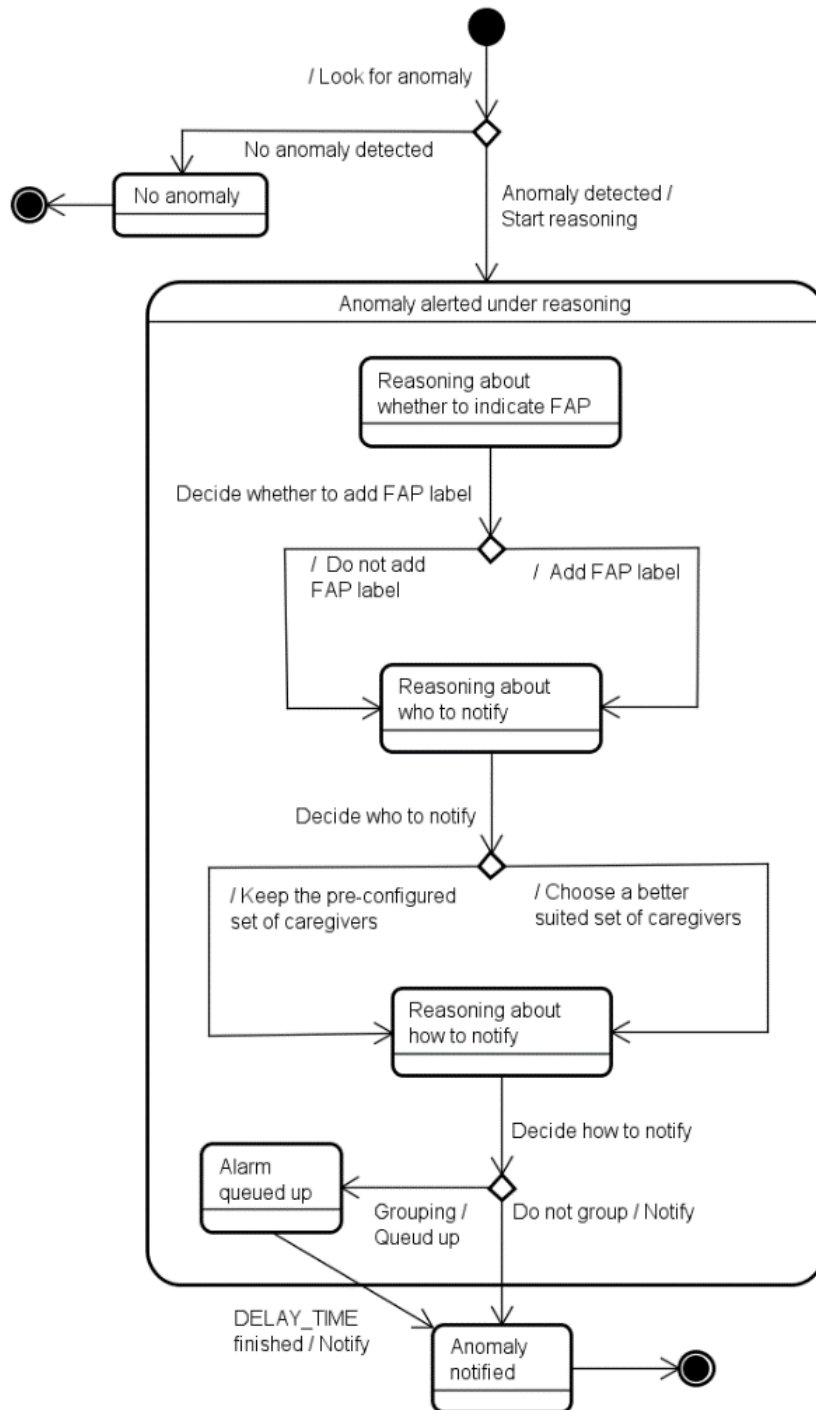 / Look for anomaly
No anomaly detected
No anomaly
Anomaly detected /
Start reasoning
Anomaly alerted under reasoning
Reasoning about
whether to indicate FAP
Decide whether to add FAP label
/  Do not add
FAP label
/  Add FAP label
Reasoning about
who to notify
Decide who to notify
/ Keep the pre-configured
set of caregivers
/ Choose a better
suited set of caregivers
Reasoning about
how to notify
Decide how to notify
Alarm
queued up
Grouping /
Queud up
Do not group / Notify
DELAY_TIME
finished / Notify
Anomaly
notified